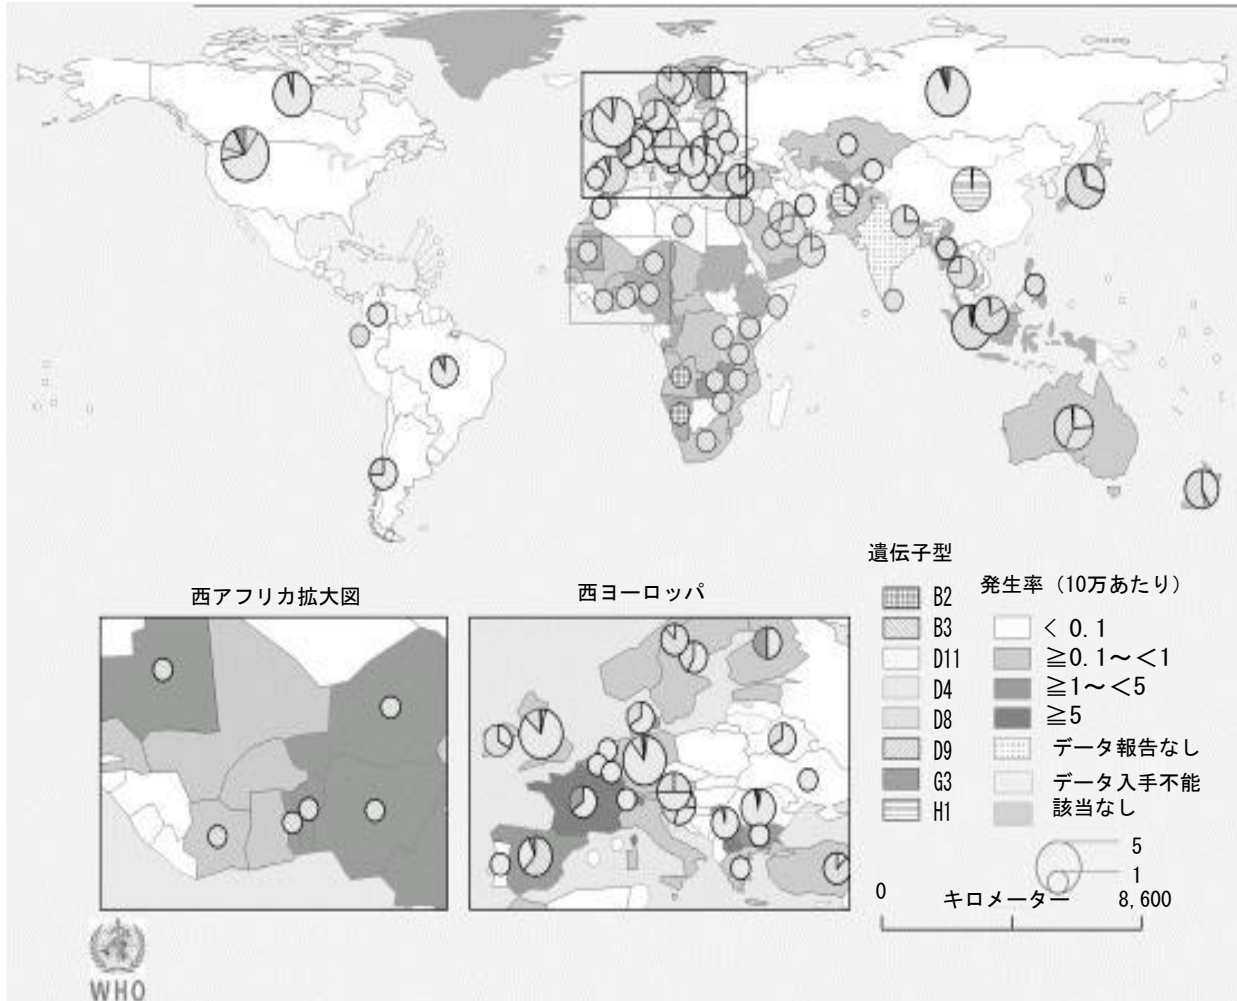 遺伝子型
西アフリカ拡大図
西ヨーロッパ
発生率（10万あたり）
B2
B3
D11
D4
D8
D9
G3
H1
< 0.1
≧0.1～<1
≧1～<5
≧5
データ報告なし
データ入手不能
該当なし
5
1
0
キロメーター
8,600
WHO